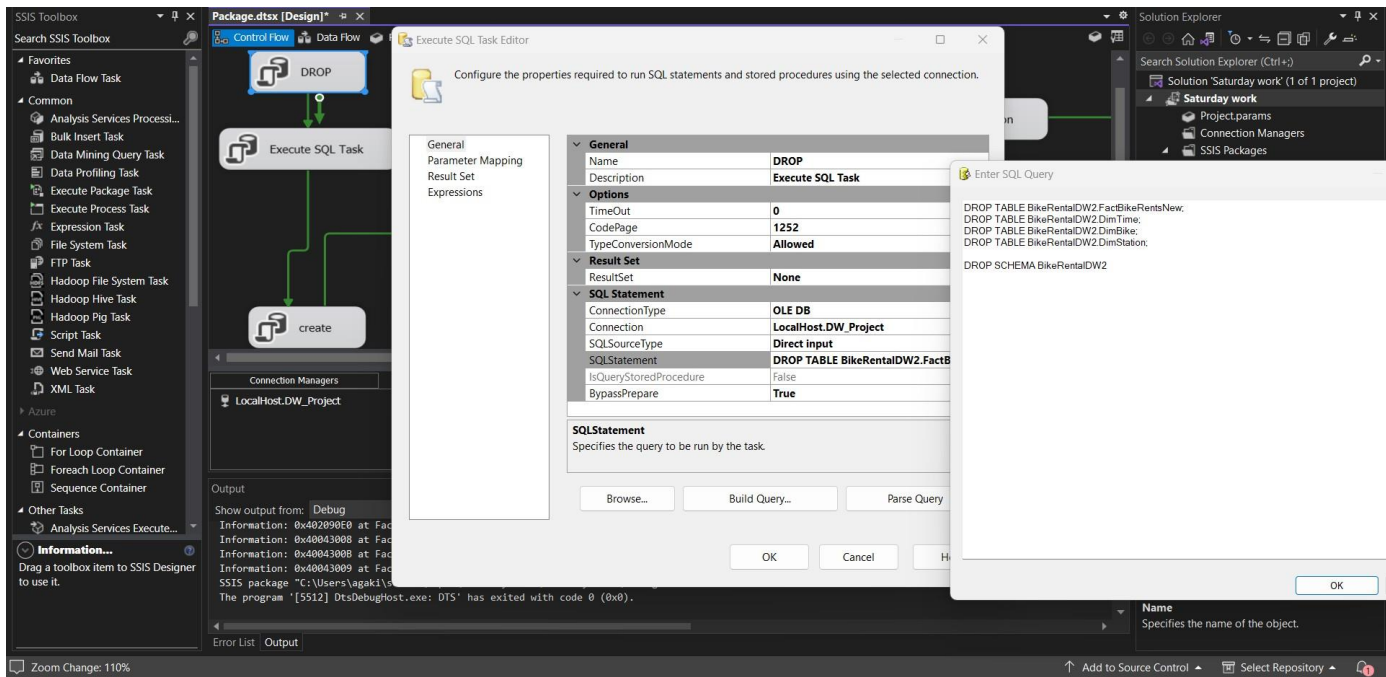 SSIS Toolbox
Search SSIS Toolbox
Favorites
Data Flow Task
Common
Analysis Services Processi...
Bulk Insert Task
Data Mining Query Task
Data Profiling Task
Execute Package Task
Execute Process Task
Expression Task
File System Task
FTP Task
Hadoop File System Task
Hadoop Hive Task
Hadoop Pig Task
Script Task
Send Mail Task
Web Service Task
XML Task
Azure
Containers
For Loop Container
Foreach Loop Container
Sequence Container
Other Tasks
Analysis Services Execute...
Information...
Drag a toolbox item to SSIS Designer
to use it.
Package.dtsx [Design]*
Control Flow Data Flow
DROP
Execute SQL Task
create
Connection Managers
LocalHost.DW_Project
Output
Show output from: Debug
Information: 0x402090E0 at Fac
Information: 0x40043008 at Fac
Information: 0x4004300B at Fac
Information: 0x40043009 at Fac
SSIS package "C:\Users\agaki\s
The program '[5512] DtsDebugHost.exe: DTS' has exited with code 0 (0x0).
Error List Output
Execute SQL Task Editor
Configure the properties required to run SQL statements and stored procedures using the selected connection.
General
Parameter Mapping
Result Set
Expressions
General
Name DROP
Description Execute SQL Task
Options
TimeOut 0
CodePage 1252
TypeConversionMode Allowed
Result Set
ResultSet None
SQL Statement
ConnectionType OLE DB
Connection LocalHost.DW_Project
SQLSourceType Direct input
SQLStatement DROP TABLE BikeRentalDW2.FactB
IsQueryStoredProcedure False
BypassPrepare True
SQLStatement
Specifies the query to be run by the task.
Browse... Build Query... Parse Query
OK Cancel He
on
Solution Explorer
Search Solution Explorer (Ctrl+;)
Solution 'Saturday work' (1 of 1 project)
Saturday work
Project.params
Connection Managers
SSIS Packages
Enter SQL Query
DROP TABLE BikeRentalDW2.FactBikeRentsNew;
DROP TABLE BikeRentalDW2.DimTime;
DROP TABLE BikeRentalDW2.DimBike;
DROP TABLE BikeRentalDW2.DimStation;
DROP SCHEMA BikeRentalDW2
OK
Name
Specifies the name of the object.
Zoom Change: 110%
Add to Source Control Select Repository 1